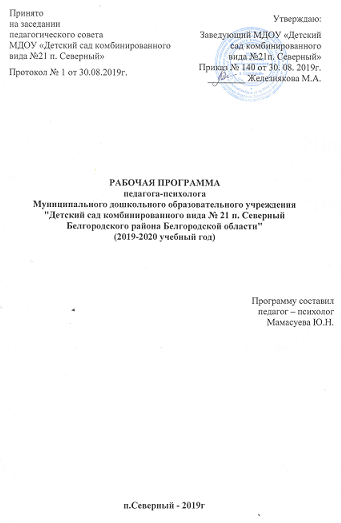 Принято
на заседании
педагогического совета
МДОУ «Детский сад комбинированного
вида №21 п. Северный»
Протокол № 1 от 30.08.2019г.
Утверждаю:
Заведующий МДОУ «Детский
сад комбинированного
вида №21п. Северный»
Приказ № 140 от 30. 08. 2019г.
Железнякова М.А.
РАБОЧАЯ ПРОГРАММА
педагога-психолога
Муниципального дошкольного образовательного учреждения
"Детский сад комбинированного вида № 21 п. Северный
Белгородского района Белгородской области"
(2019-2020 учебный год)
Программу составил
педагог – психолог
Мамасуева Ю.Н.
п.Северный - 2019г